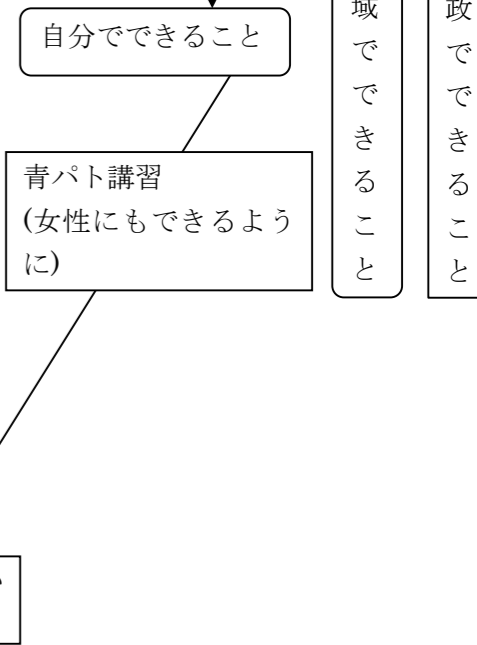 自分でできること
青パト講習
(女性にもできるよう
に)
域でできること
政でできること